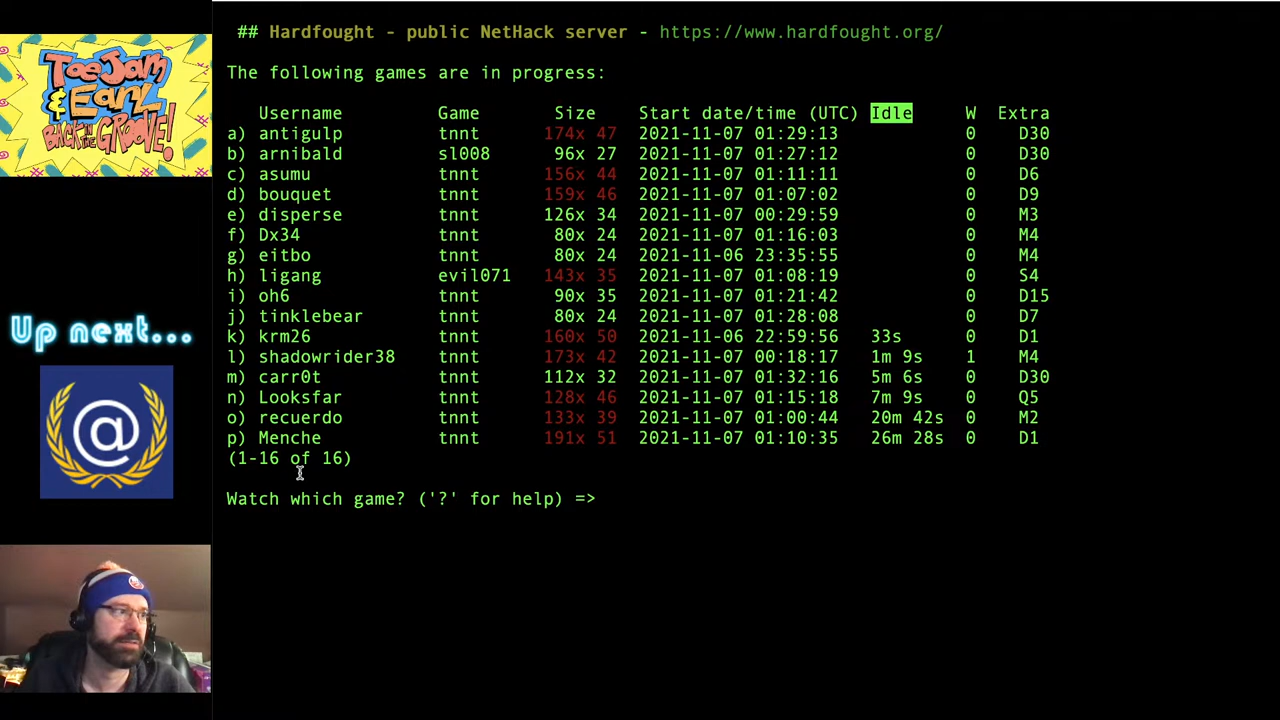 ## Hardfought - public NetHack server - https://www.hardfought.org/
The following games are in progress:
Username Game Size Start date/time (UTC) Idle W Extra
a) antigulp tnnt 174x 47 2021-11-07 01:29:13 0 D30
b) arnibald sl008 96x 27 2021-11-07 01:27:12 0 D30
c) asumu tnnt 156x 44 2021-11-07 01:11:11 0 D6
d) bouquet tnnt 159x 46 2021-11-07 01:07:02 0 D9
e) disperse tnnt 126x 34 2021-11-07 00:29:59 0 M3
f) Dx34 tnnt 80x 24 2021-11-07 01:16:03 0 M4
g) eitbo tnnt 80x 24 2021-11-06 23:35:55 0 M4
h) ligang evil071 143x 35 2021-11-07 01:08:19 0 S4
i) oh6 tnnt 90x 35 2021-11-07 01:21:42 0 D15
j) tinklebear tnnt 80x 24 2021-11-07 01:28:08 0 D7
k) krm26 tnnt 160x 50 2021-11-06 22:59:56 33s 0 D1
l) shadowrider38 tnnt 173x 42 2021-11-07 00:18:17 1m 9s 1 M4
m) carr0t tnnt 112x 32 2021-11-07 01:32:16 5m 6s 0 D30
n) Looksfar tnnt 128x 46 2021-11-07 01:15:18 7m 9s 0 Q5
o) recuerdo tnnt 133x 39 2021-11-07 01:00:44 20m 42s 0 M2
p) Menche tnnt 191x 51 2021-11-07 01:10:35 26m 28s 0 D1
(1-16 of 16)
Watch which game? ('?' for help) =>
ToeJam
& Earl
BACK IN THE GROOVE!
Up next...
@